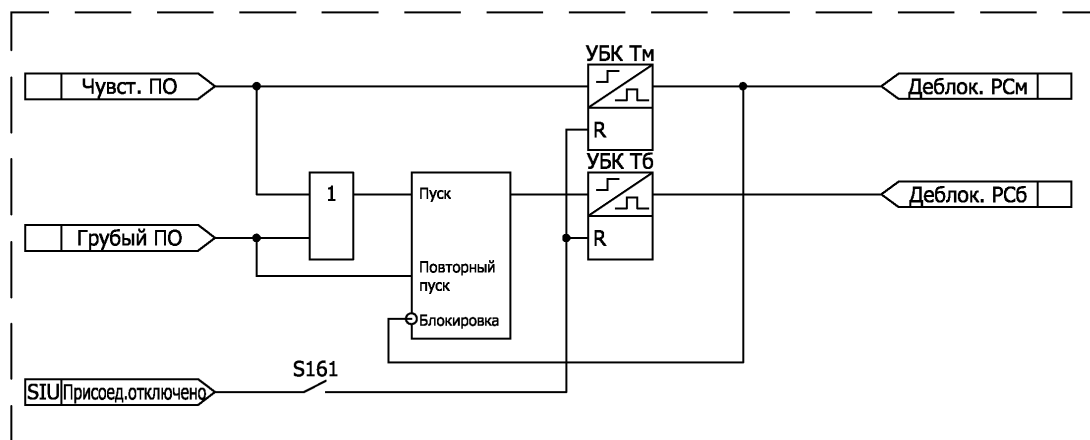 УБК Тм
Чувст. ПО
Деблок. РСм
R
УБК Тб
1
Пуск
Деблок. РСб
Грубый ПО
R
Повторный
пуск
Блокировка
S161
SIU Присоед.отключено